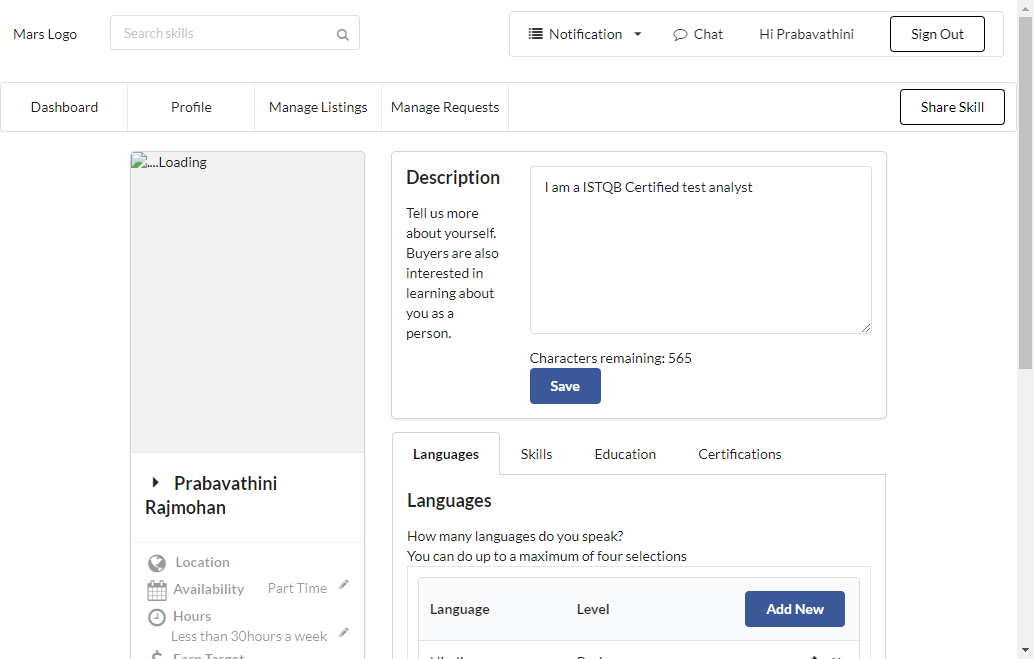 Mars Logo
Search skills
Notification
Chat
Hi Prabavathini
Sign Out
Dashboard
Profile
Manage Listings
Manage Requests
Share Skill
....Loading
Prabavathini
Rajmohan
Location
Availability
Part Time
Hours
Less than 30hours a week
Earn Target
Description
Tell us more
about yourself.
Buyers are also
interested in
learning about
you as a
person.
I am a ISTQB Certified test analyst
Characters remaining: 565
Save
Languages
Skills
Education
Certifications
Languages
How many languages do you speak?
You can do up to a maximum of four selections
Language
Level
Add New